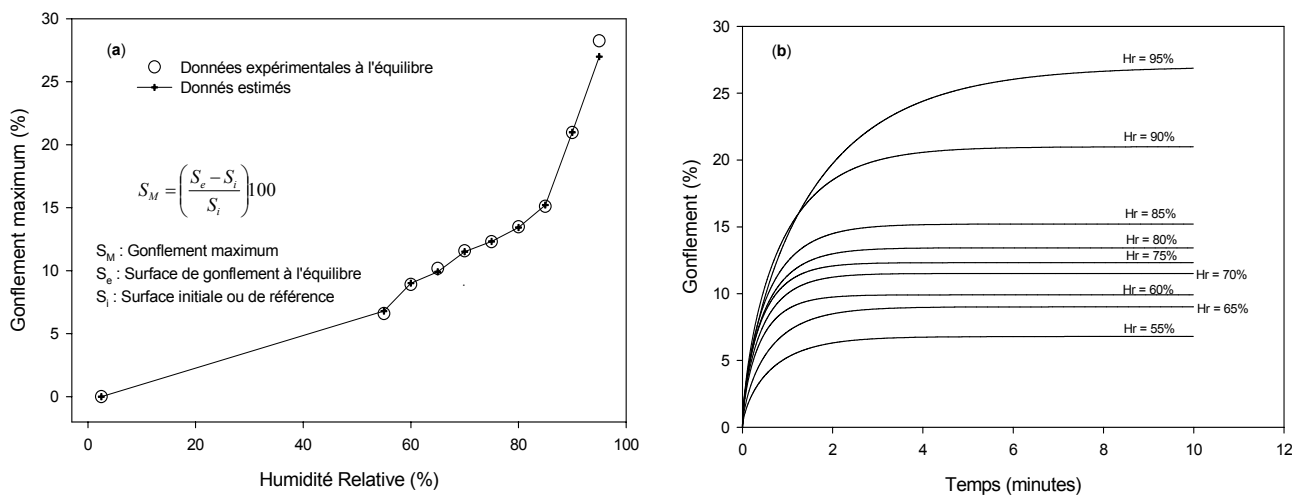 (a)
Données expérimentales à l'équilibre
Donnés estimés
S_M = ((S_e − S_i) / S_i) 100
S_M : Gonflement maximum
S_e : Surface de gonflement à l'équilibre
S_i : Surface initiale ou de référence
Gonflement maximum (%)
30
25
20
15
10
5
0
0 20 40 60 80 100
Humidité Relative (%)
(b)
Hr = 95%
Hr = 90%
Hr = 85%
Hr = 80%
Hr = 75%
Hr = 70%
Hr = 60%
Hr = 65%
Hr = 55%
Gonflement (%)
30
25
20
15
10
5
0
0 2 4 6 8 10 12
Temps (minutes)